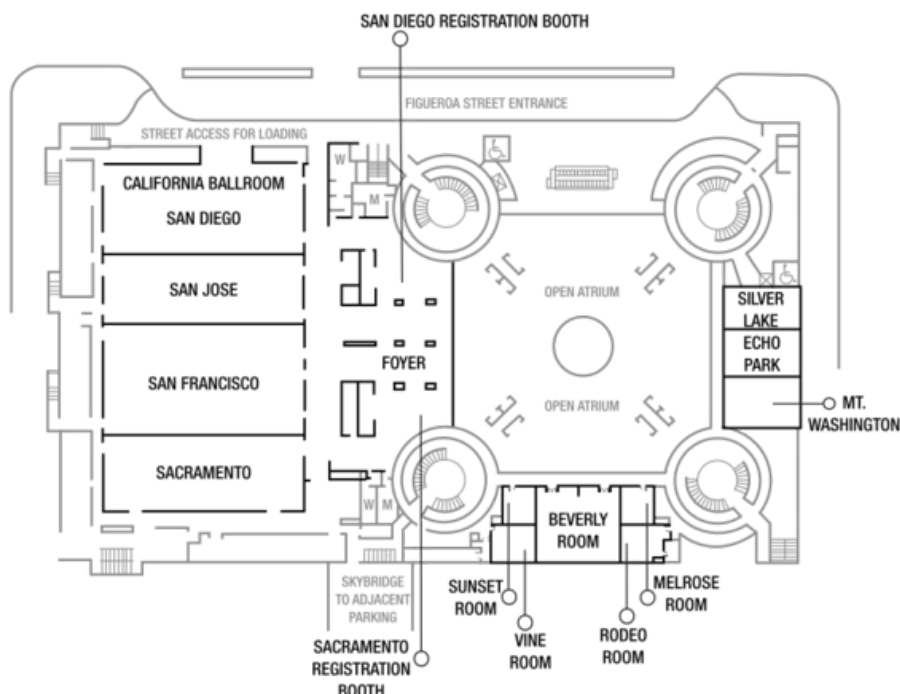 SAN DIEGO REGISTRATION BOOTH
FIGUEROA STREET ENTRANCE
STREET ACCESS FOR LOADING
CALIFORNIA BALLROOM
SAN DIEGO
W
M
SAN JOSE
OPEN ATRIUM
SILVER
LAKE
ECHO
PARK
FOYER
SAN FRANCISCO
OPEN ATRIUM
MT.
WASHINGTON
SACRAMENTO
W M
BEVERLY
ROOM
SKYBRIDGE
TO ADJACENT
PARKING
SUNSET
ROOM
MELROSE
ROOM
VINE
ROOM
RODEO
ROOM
SACRAMENTO
REGISTRATION
BOOTH